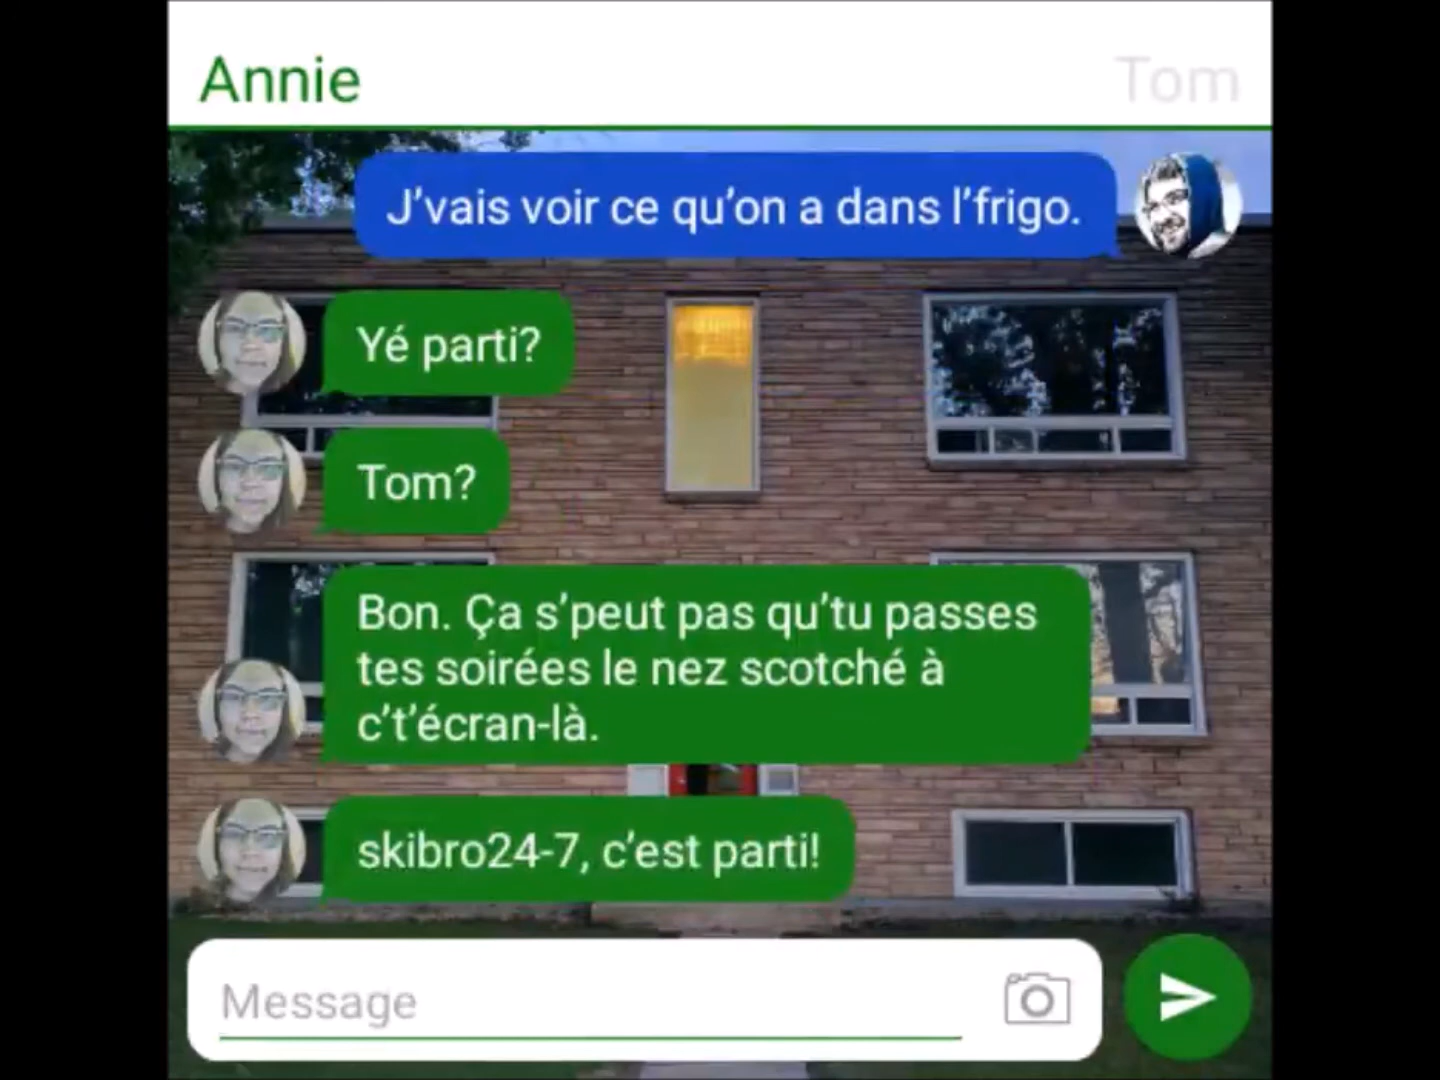 Annie
Tom
J’vais voir ce qu’on a dans l’frigo.
Yé parti?
Tom?
Bon. Ça s’peut pas qu’tu passes
tes soirées le nez scotché à
c’t’écran-là.
skibro24-7, c’est parti!
Message